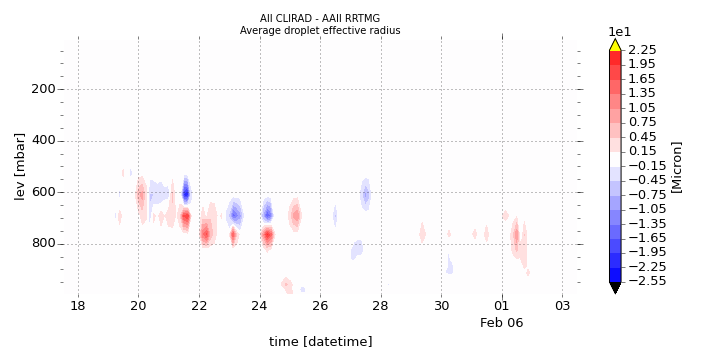 AII CLIRAD - AAII RRTMG
Average droplet effective radius
1e1
2.25
1.95
1.65
1.35
1.05
0.75
0.45
0.15
−0.15
−0.45
−0.75
−1.05
−1.35
−1.65
−1.95
−2.25
−2.55
[Micron]
200
400
600
800
lev [mbar]
18 20 22 24 26 28 30 01 03
Feb 06
time [datetime]